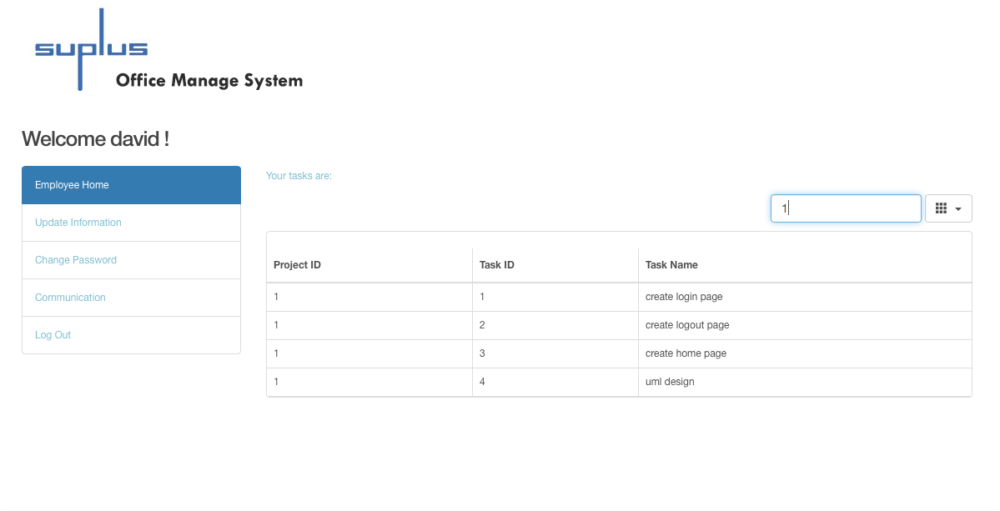 suplus
Office Manage System
Welcome david !
Employee Home
Update Information
Change Password
Communication
Log Out
Your tasks are:
1
Project ID Task ID Task Name
1 1 create login page
1 2 create logout page
1 3 create home page
1 4 uml design